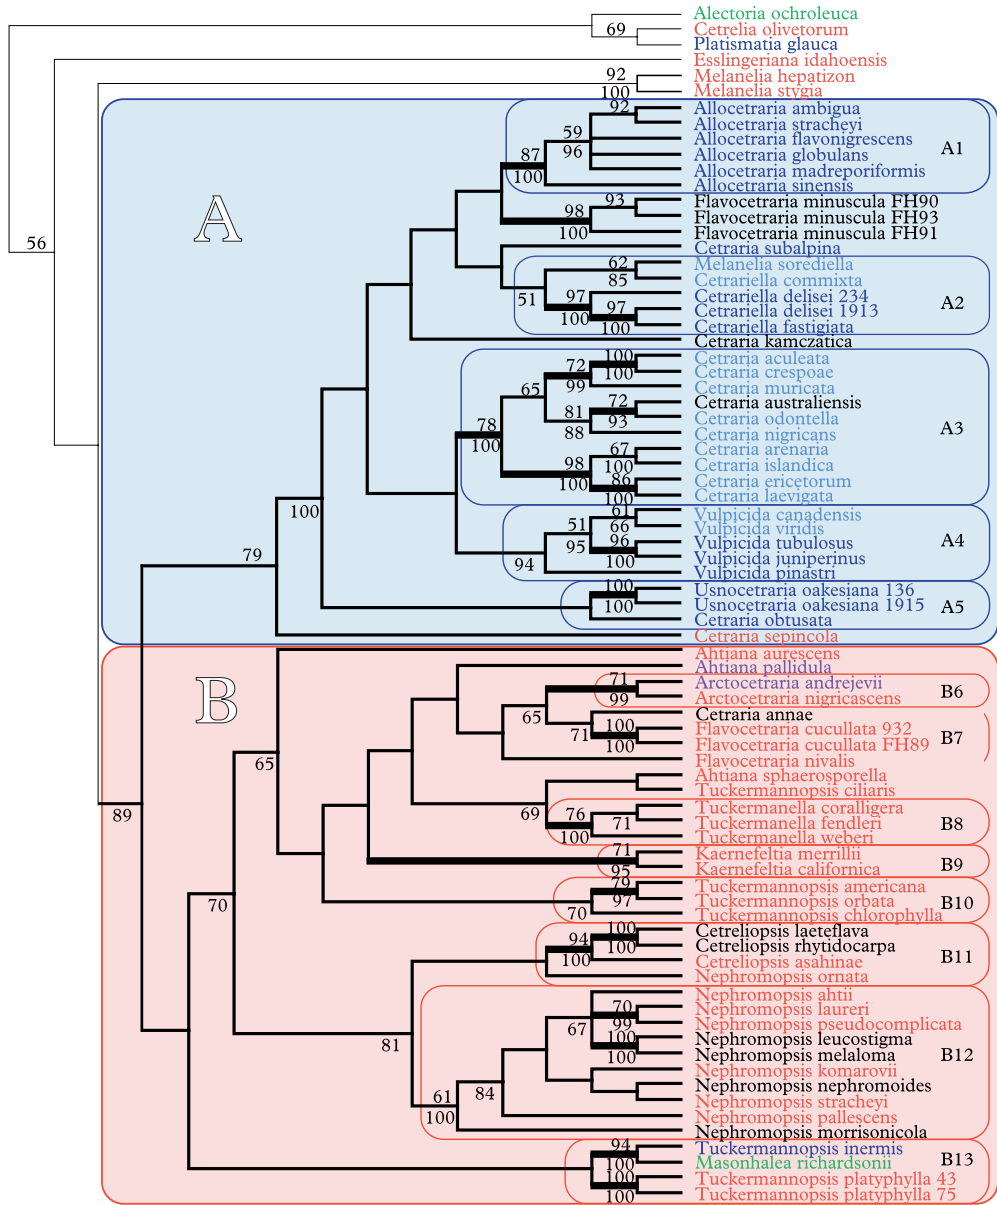 Alectoria ochroleuca
69
Cetrelia olivetorum
Platismatia glauca
Esslingeriana idahoensis
92
Melanelia hepatizon
100
Melanelia stygia
A
92
Allocetraria ambigua
Allocetraria stracheyi
59
Allocetraria flavonigrescens
A1
96
Allocetraria globulans
87
Allocetraria madreporiformis
100
Allocetraria sinensis
93
Flavocetraria minuscula FH90
98
Flavocetraria minuscula FH93
100
Flavocetraria minuscula FH91
56
Cetraria subalpina
62
Melanelia sorediella
85
Cetrariella commixta
51
97
Cetrariella delisei 234
A2
100
97
Cetrariella delisei 1913
100
Cetrariella fastigiata
Cetraria kamczatica
100
Cetraria aculeata
72
100
Cetraria crespoae
99
Cetraria muricata
65
72
Cetraria australiensis
81
93
Cetraria odontella
A3
88
Cetraria nigricans
78
100
67
Cetraria arenaria
98
100
Cetraria islandica
100
86
Cetraria ericetorum
100
Cetraria laevigata
100
61
Vulpicida canadensis
51
66
Vulpicida viridis
95
96
Vulpicida tubulosus
A4
100
Vulpicida juniperinus
94
Vulpicida pinastri
79
100
Usnocetraria oakesiana 136
100
Usnocetraria oakesiana 1915
A5
Cetraria obtusata
Cetraria sepincola
B
Ahtiana aurescens
Ahtiana pallidula
71
Arctocetraria andrejevii
B6
99
Arctocetraria nigricascens
65
Cetraria annae
71
100
Flavocetraria cucullata 932
B7
100
Flavocetraria cucullata FH89
Flavocetraria nivalis
65
Ahtiana sphaerosporella
Tuckermannopsis ciliaris
69
76
Tuckermanella coralligera
100
71
Tuckermanella fendleri
B8
Tuckermanella weberi
89
71
Kaernefeltia merrillii
B9
95
Kaernefeltia californica
79
Tuckermannopsis americana
97
Tuckermannopsis orbata
B10
70
Tuckermannopsis chlorophylla
70
100
Cetreliopsis laeteflava
94
100
Cetreliopsis rhytidocarpa
100
Cetreliopsis asahinae
B11
Nephromopsis ornata
Nephromopsis ahtii
70
Nephromopsis laureri
67
99
Nephromopsis pseudocomplicata
100
Nephromopsis leucostigma
81
100
Nephromopsis melaloma
B12
Nephromopsis komarovii
84
Nephromopsis nephromoides
61
Nephromopsis stracheyi
100
Nephromopsis pallescens
Nephromopsis morrisonicola
94
Tuckermannopsis inermis
100
Masonhalea richardsonii
B13
100
Tuckermannopsis platyphylla 43
100
Tuckermannopsis platyphylla 75